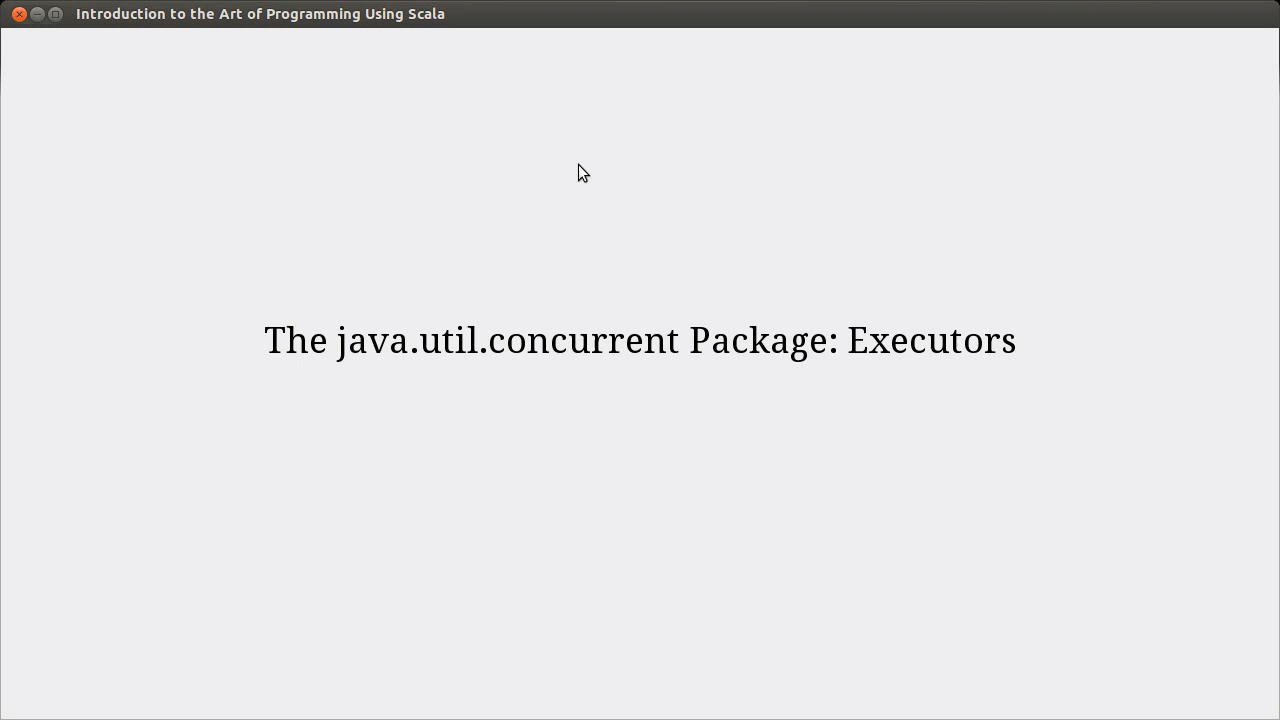 Introduction to the Art of Programming Using Scala
The java.util.concurrent Package: Executors